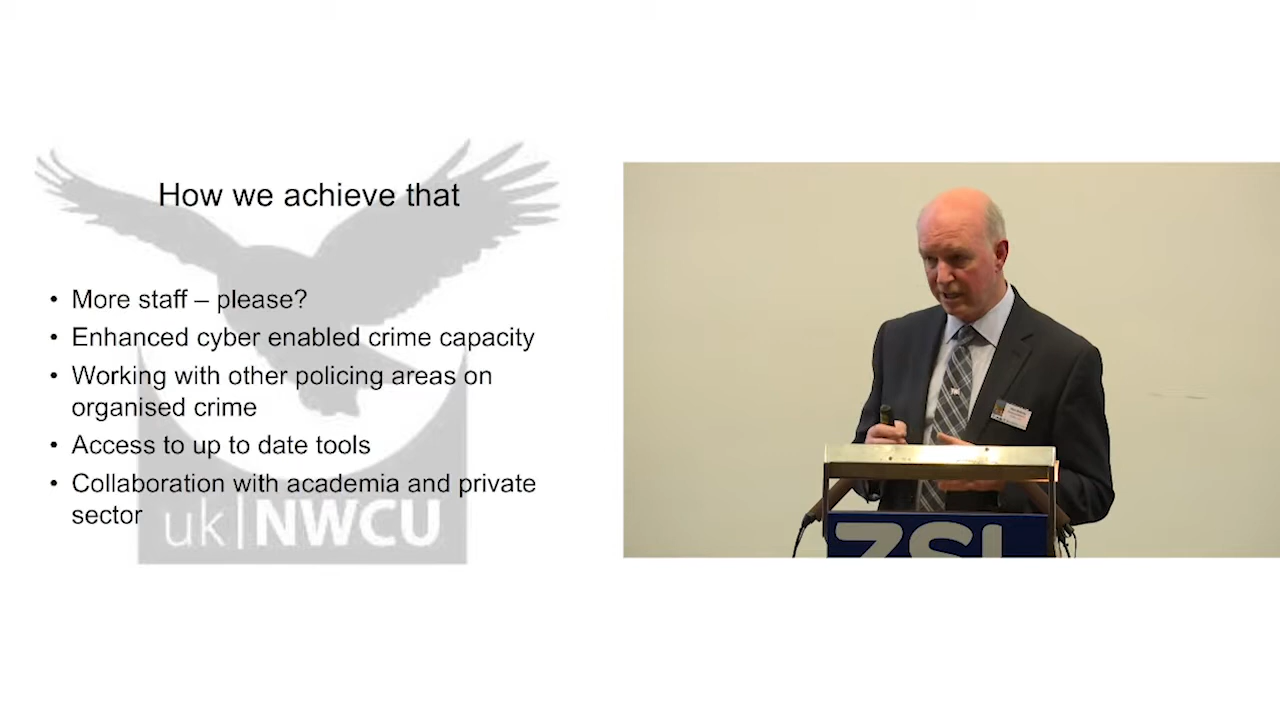 How we achieve that
• More staff – please?
• Enhanced cyber enabled crime capacity
• Working with other policing areas on
organised crime
• Access to up to date tools
• Collaboration with academia and private
sector
uk|NWCU
ZSL